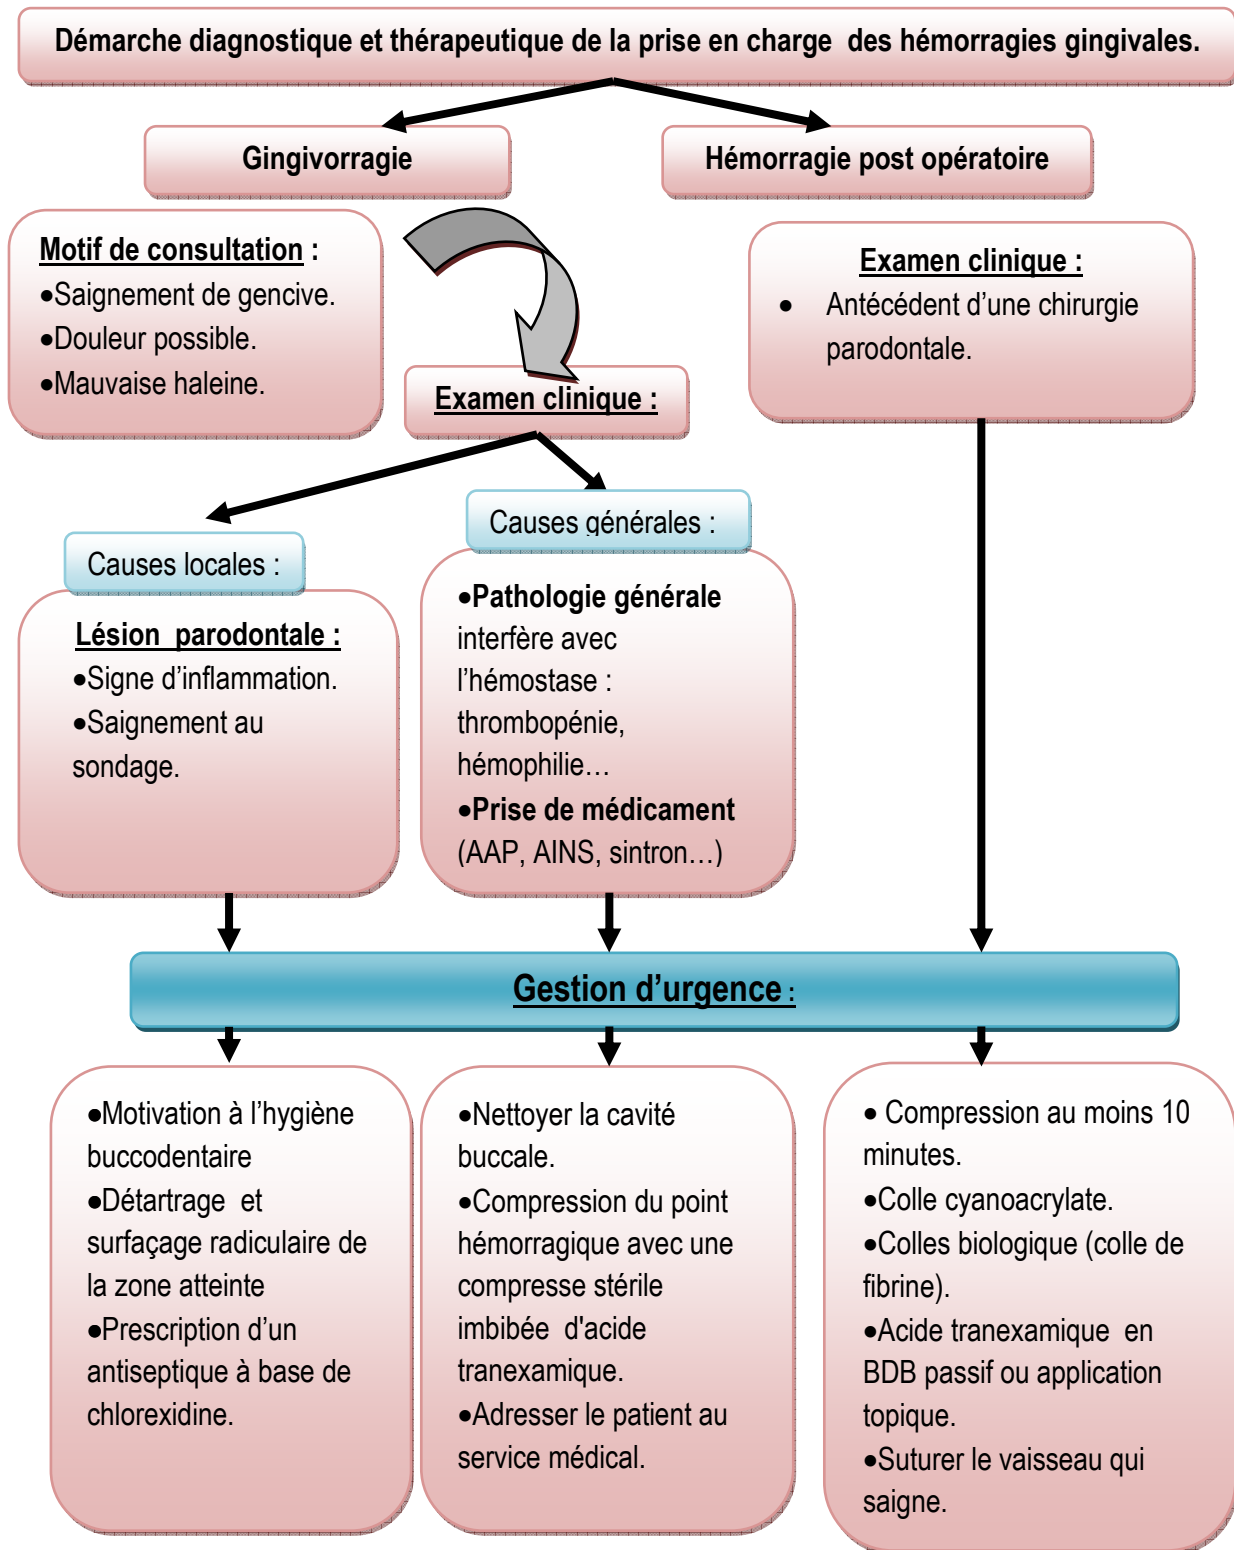 Démarche diagnostique et thérapeutique de la prise en charge des hémorragies gingivales.
Gingivorragie
Hémorragie post opératoire
Motif de consultation :
•Saignement de gencive.
•Douleur possible.
•Mauvaise haleine.
Examen clinique :
• Antécédent d’une chirurgie
parodontale.
Examen clinique :
Causes locales :
Lésion parodontale :
•Signe d’inflammation.
•Saignement au
sondage.
Causes générales :
•Pathologie générale
interfère avec
l’hémostase :
thrombopénie,
hémophilie…
•Prise de médicament
(AAP, AINS, sintron…)
Gestion d’urgence :
•Motivation à l’hygiène
buccodentaire
•Détartrage et
surfaçage radiculaire de
la zone atteinte
•Prescription d’un
antiseptique à base de
chlorexidine.
•Nettoyer la cavité
buccale.
•Compression du point
hémorragique avec une
compresse stérile
imbibée d'acide
tranexamique.
•Adresser le patient au
service médical.
• Compression au moins 10
minutes.
•Colle cyanoacrylate.
•Colles biologique (colle de
fibrine).
•Acide tranexamique en
BDB passif ou application
topique.
•Suturer le vaisseau qui
saigne.